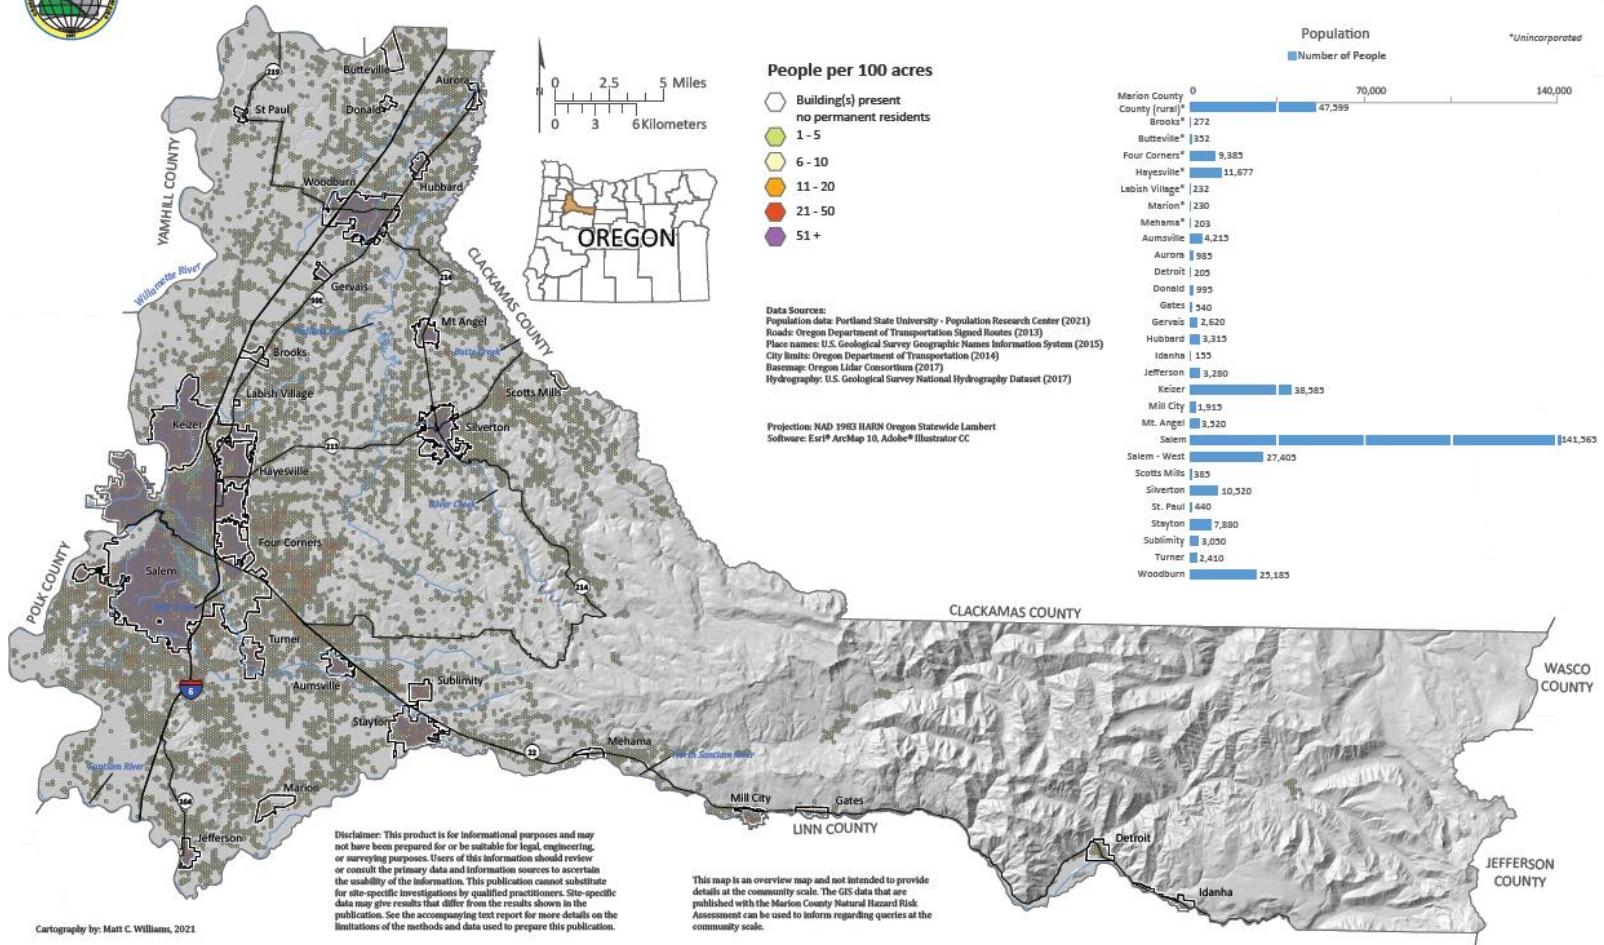 219
Butteville
Aurora
St Paul
Donald
YAMHILL COUNTY
Woodburn
Hubbard
Willamette River
CLACKAMAS COUNTY
214
Gervais
99E
Mt Angel
Butte Creek
Brooks
Labish Village
Scotts Mills
Keizer
Silverton
213
Hayesville
Silver Creek
Four Corners
POLK COUNTY
Salem
214
Turner
Aumsville
Sublimity
Stayton
22
Mehama
North Santiam River
Santiam River
Marion
164
Jefferson
Mill City
Gates
LINN COUNTY
CLACKAMAS COUNTY
WASCO
COUNTY
Detroit
Idanha
JEFFERSON
COUNTY
N
0 2.5 5 Miles
0 3 6 Kilometers
OREGON
People per 100 acres
Building(s) present
no permanent residents
1 - 5
6 - 10
11 - 20
21 - 50
51 +
Data Sources:
Population data: Portland State University - Population Research Center (2021)
Roads: Oregon Department of Transportation Signed Routes (2013)
Place names: U.S. Geological Survey Geographic Names Information System (2015)
City limits: Oregon Department of Transportation (2014)
Basemap: Oregon Lidar Consortium (2017)
Hydrography: U.S. Geological Survey National Hydrography Dataset (2017)
Projection: NAD 1983 HARN Oregon Statewide Lambert
Software: Esri® ArcMap 10, Adobe® Illustrator CC
Population
*Unincorporated
Number of People
0 70,000 140,000
Marion County
County (rural)* 47,599
Brooks* 272
Butteville* 352
Four Corners* 9,385
Hayesville* 11,677
Labish Village* 232
Marion* 230
Mehama* 203
Aumsville 4,215
Aurora 985
Detroit 205
Donald 995
Gates 540
Gervais 2,620
Hubbard 3,315
Idanha 155
Jefferson 3,280
Keizer 38,585
Mill City 1,915
Mt. Angel 3,520
Salem 141,565
Salem - West 27,405
Scotts Mills 385
Silverton 10,520
St. Paul 440
Stayton 7,880
Sublimity 3,050
Turner 2,410
Woodburn 25,185
Disclaimer: This product is for informational purposes and may
not have been prepared for or be suitable for legal, engineering,
or surveying purposes. Users of this information should review
or consult the primary data and information sources to ascertain
the usability of the information. This publication cannot substitute
for site-specific investigations by qualified practitioners. Site-specific
data may give results that differ from the results shown in the
publication. See the accompanying text report for more details on the
limitations of the methods and data used to prepare this publication.
This map is an overview map and not intended to provide
details at the community scale. The GIS data that are
published with the Marion County Natural Hazard Risk
Assessment can be used to inform regarding queries at the
community scale.
Cartography by: Matt C. Williams, 2021